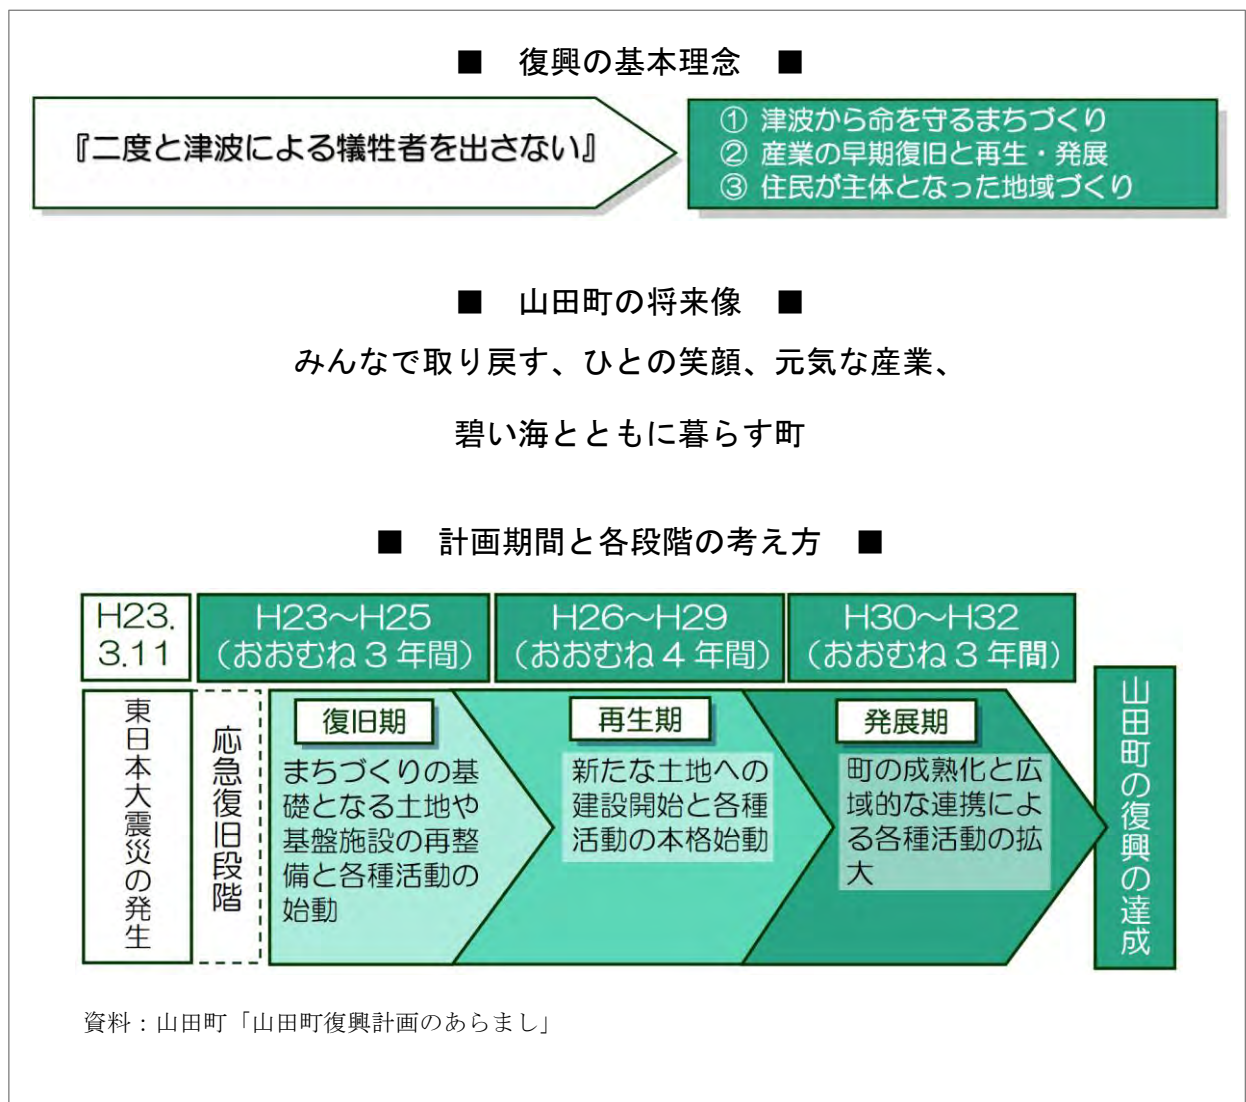 ■ 復興の基本理念 ■
『二度と津波による犠牲者を出さない』
① 津波から命を守るまちづくり
② 産業の早期復旧と再生・発展
③ 住民が主体となった地域づくり
■ 山田町の将来像 ■
みんなで取り戻す、ひとの笑顔、元気な産業、
碧い海とともに暮らす町
■ 計画期間と各段階の考え方 ■
H23.
3.11
H23～H25
（おおむね３年間）
H26～H29
（おおむね４年間）
H30～H32
（おおむね３年間）
東日本大震災の発生
応急復旧段階
復旧期
まちづくりの基
礎となる土地や
基盤施設の再整
備と各種活動の
始動
再生期
新たな土地への
建設開始と各種
活動の本格始動
発展期
町の成熟化と広
域的な連携によ
る各種活動の拡
大
山田町の復興の達成
資料：山田町「山田町復興計画のあらまし」